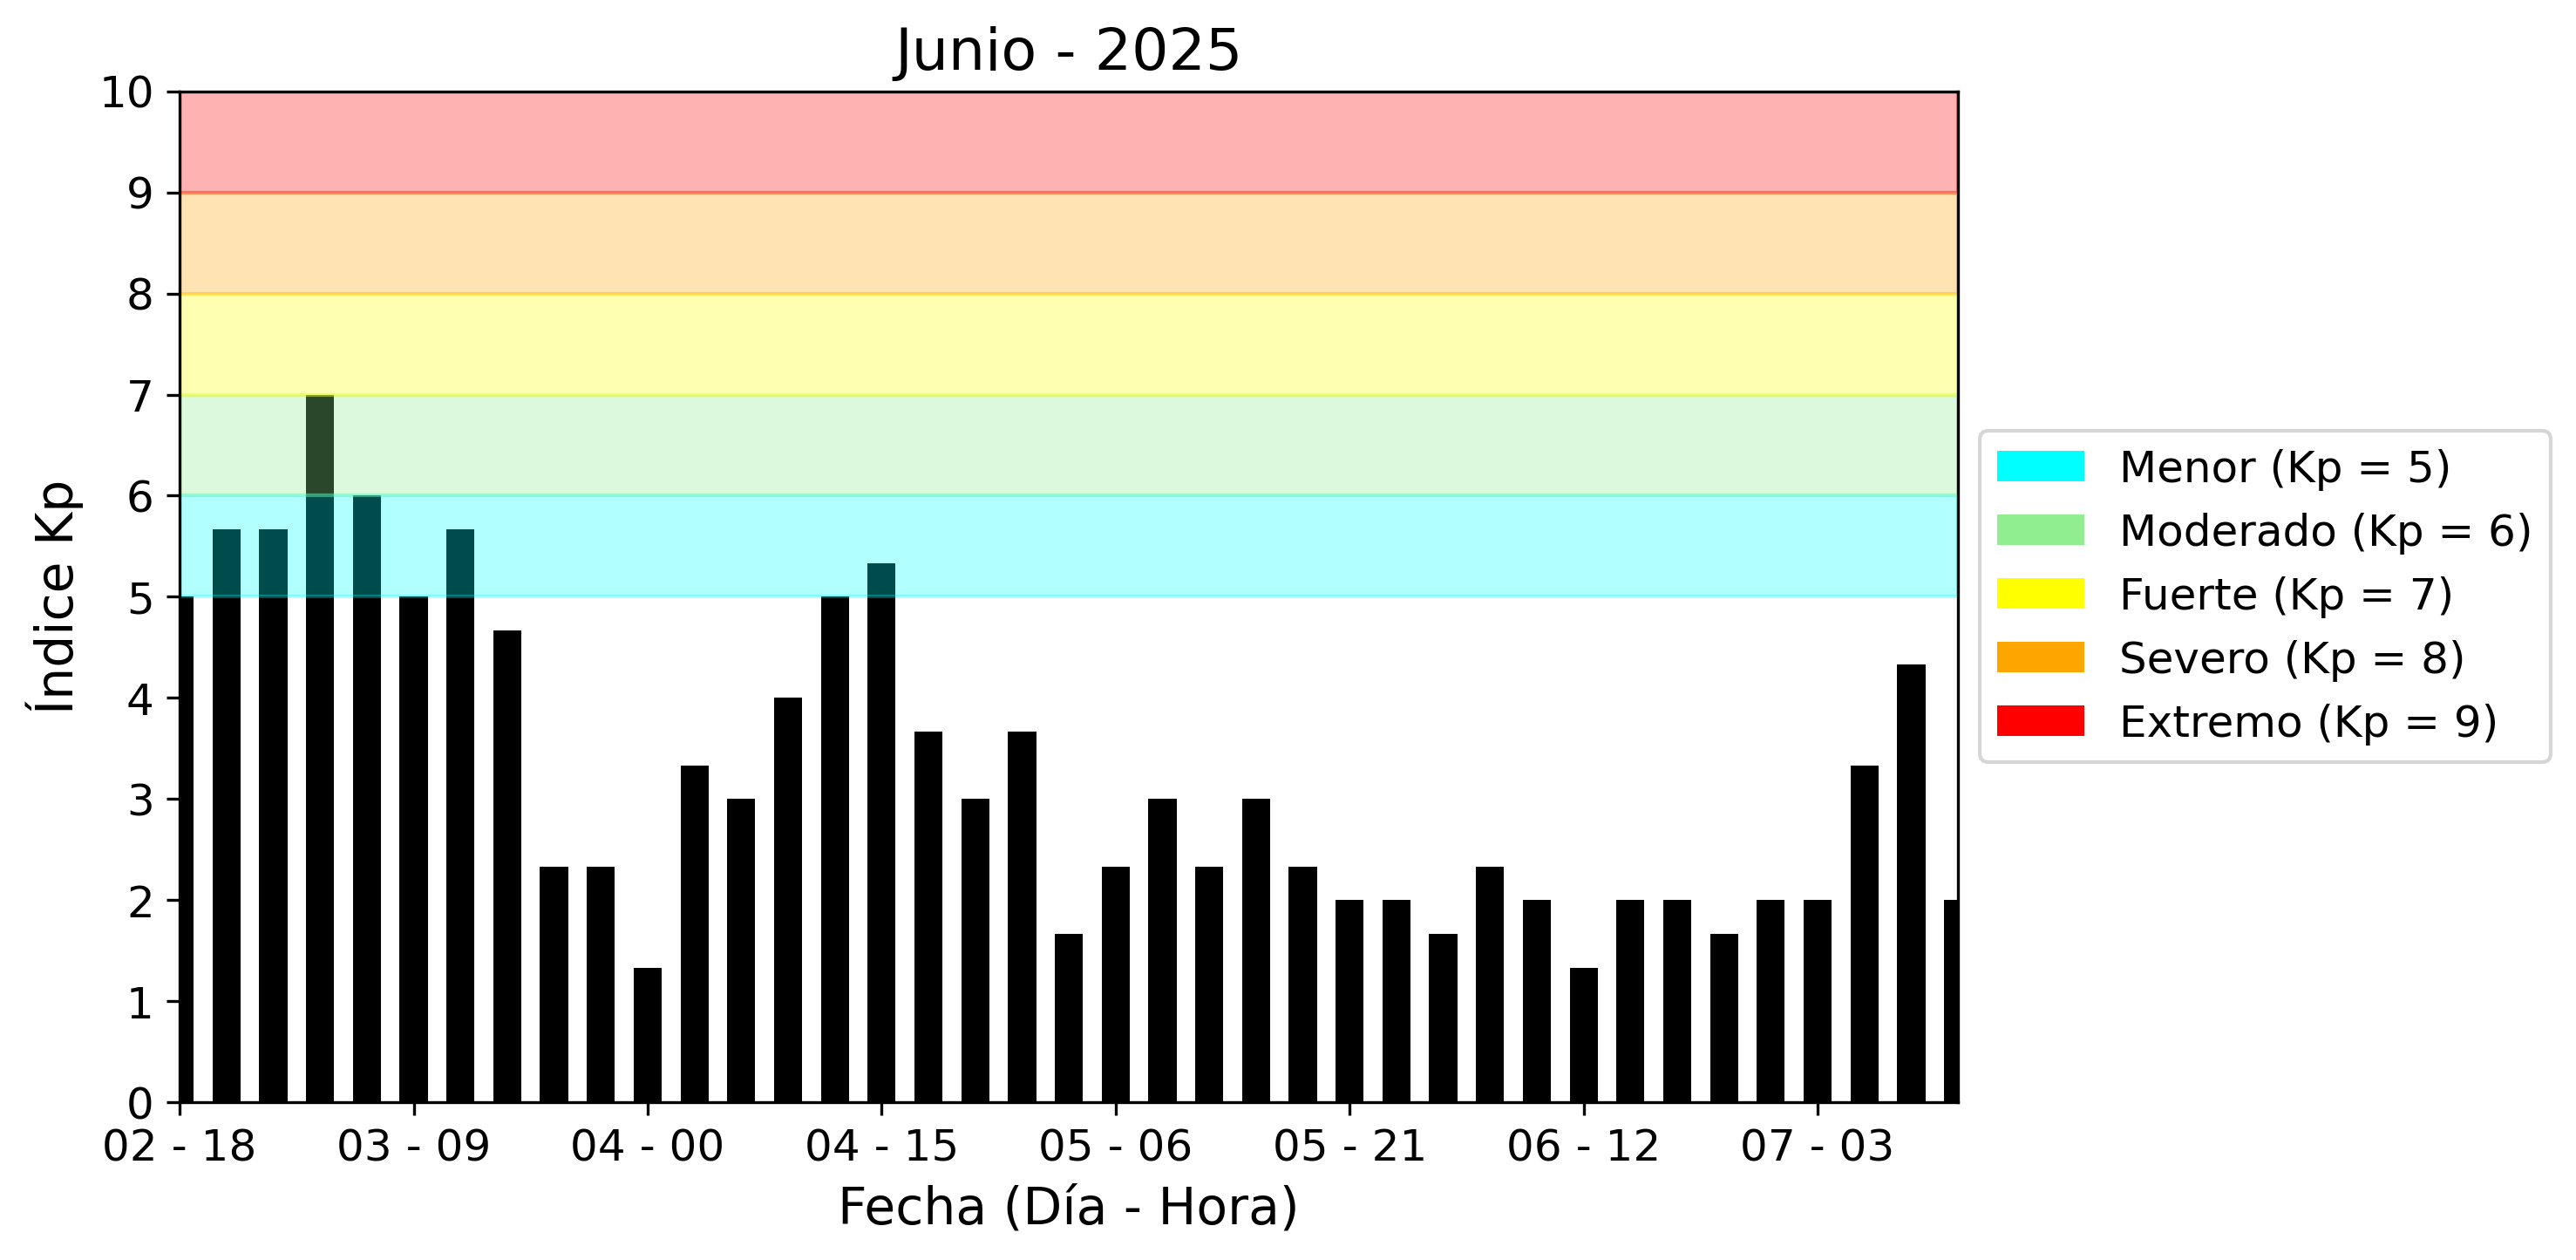 Junio - 2025
10
9
8
7
6
5
4
3
2
1
0
Índice Kp
02 - 18 03 - 09 04 - 00 04 - 15 05 - 06 05 - 21 06 - 12 07 - 03
Fecha (Día - Hora)
Menor (Kp = 5)
Moderado (Kp = 6)
Fuerte (Kp = 7)
Severo (Kp = 8)
Extremo (Kp = 9)